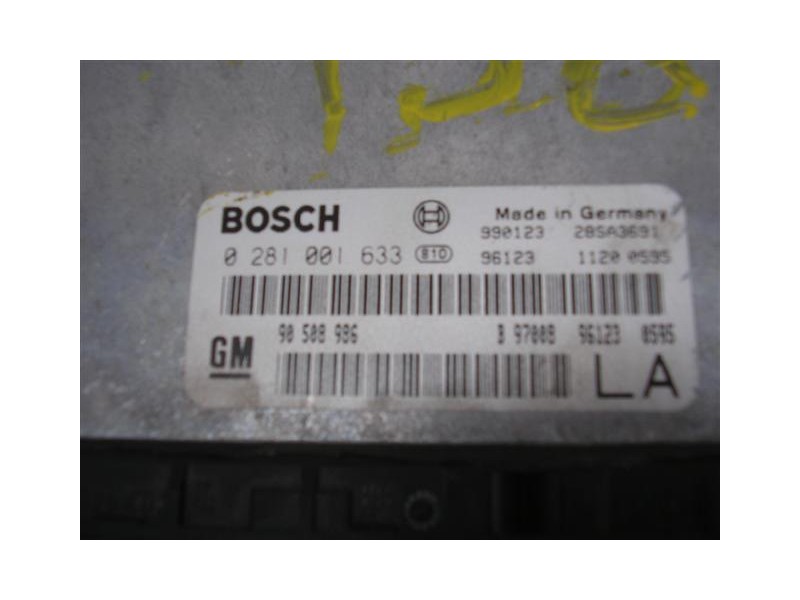 BOSCH Made in Germany
990123 28SA3691
0 281 001 633 810 96123 1120 0595
90 508 986 B 97008 96123 0595
GM LA